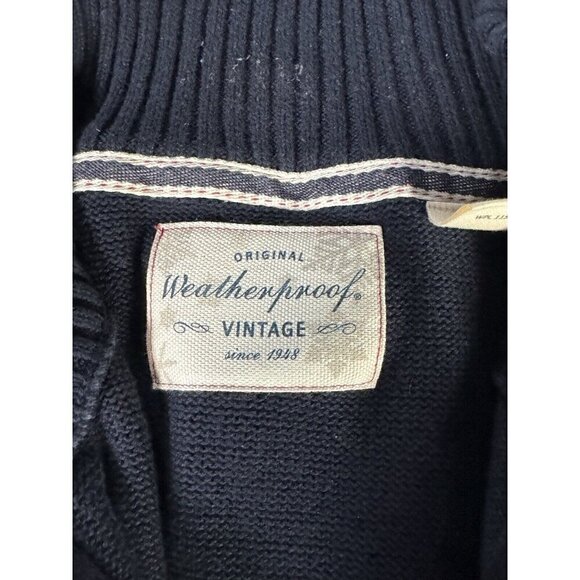 ORIGINAL
Weatherproof®
VINTAGE
since 1948